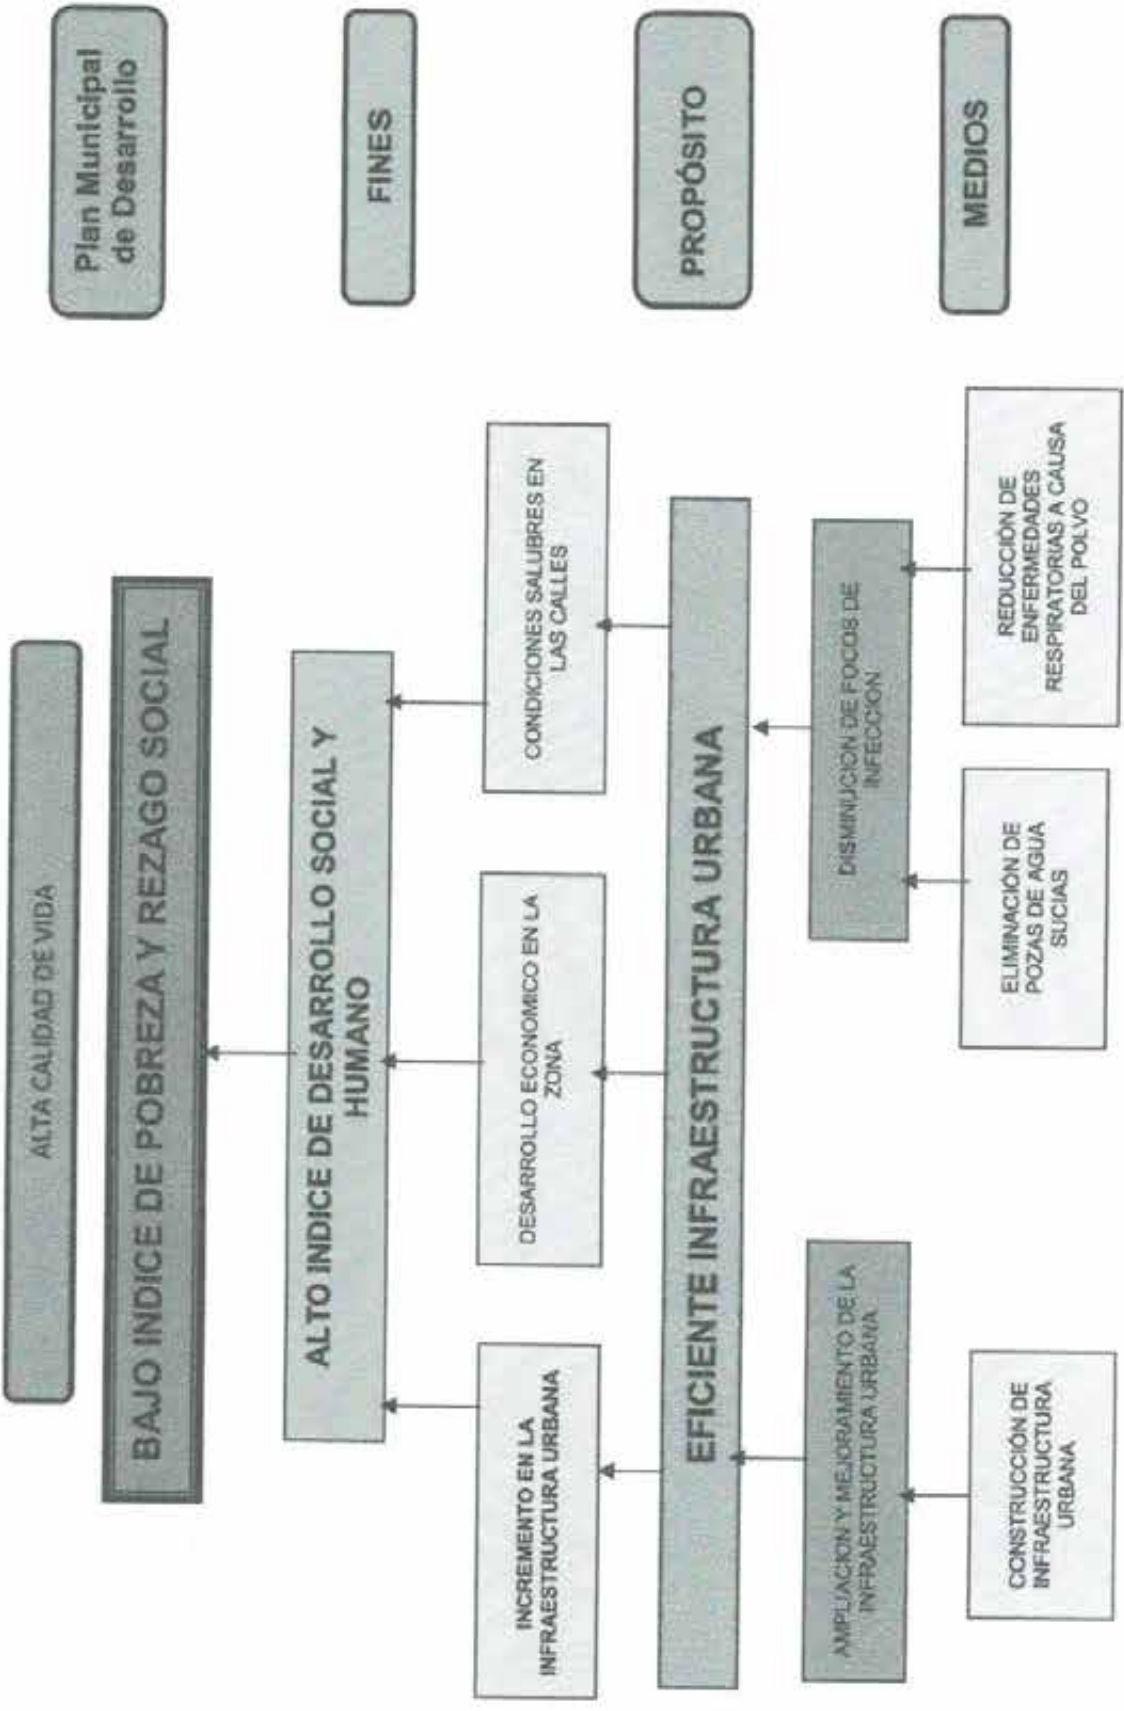 ALTA CALIDAD DE VIDA
BAJO INDICE DE POBREZA Y REZAGO SOCIAL
Plan Municipal
de Desarrollo
ALTO INDICE DE DESARROLLO SOCIAL Y
HUMANO
FINES
INCREMENTO EN LA
INFRAESTRUCTURA URBANA
DESARROLLO ECONOMICO EN LA
ZONA
CONDICIONES SALUBRES EN
LAS CALLES
EFICIENTE INFRAESTRUCTURA URBANA
PROPÓSITO
AMPLIACION Y MEJORAMIENTO DE LA
INFRAESTRUCTURA URBANA
DISMINUCION DE FOCOS DE
INFECCION
MEDIOS
CONSTRUCCIÓN DE
INFRAESTRUCTURA
URBANA
ELIMINACIÓN DE
POZAS DE AGUA
SUCIAS
REDUCCIÓN DE
ENFERMEDADES
RESPIRATORIAS A CAUSA
DEL POLVO